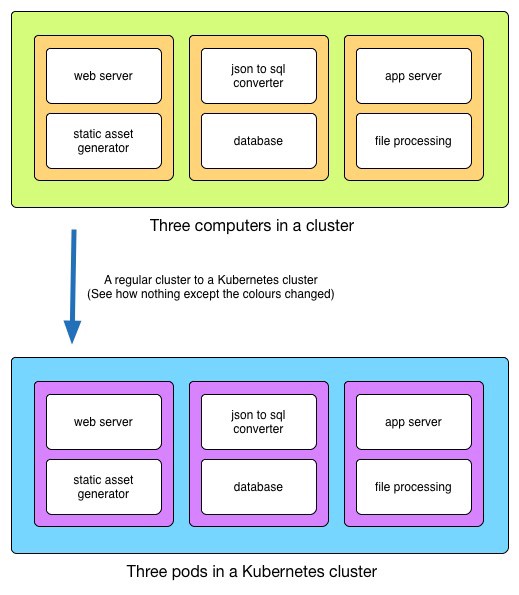 web server
json to sql
converter
app server
static asset
generator
database
file processing
Three computers in a cluster
A regular cluster to a Kubernetes cluster
(See how nothing except the colours changed)
web server
json to sql
converter
app server
static asset
generator
database
file processing
Three pods in a Kubernetes cluster